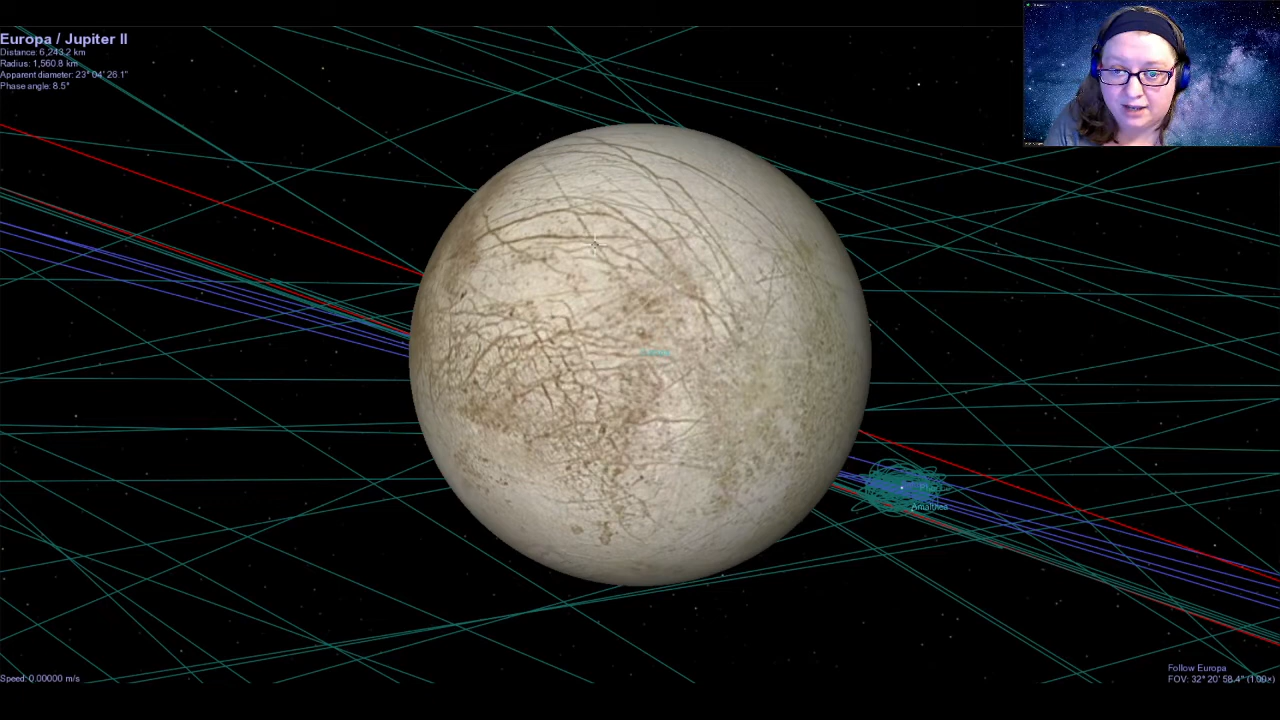 Europa / Jupiter II
Distance: 6,243.2 km
Radius: 1,560.8 km
Apparent diameter: 23° 04' 26.1"
Phase angle: 8.5°
Amalthea
Speed: 0.00000 m/s
Follow Europa
FOV: 32° 20' 58.4" (1.00×)